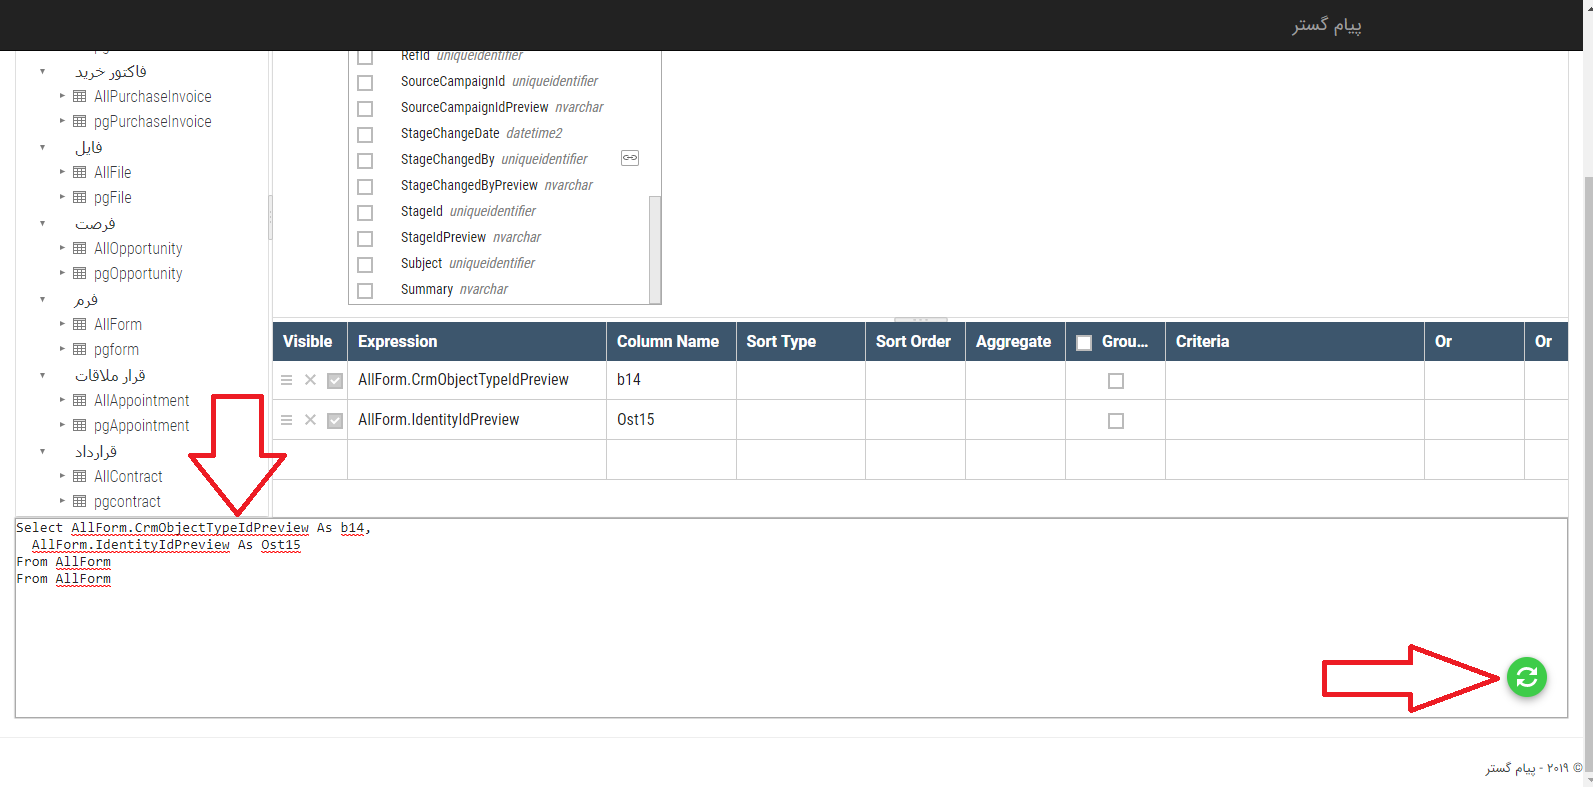 پیام گستر
فاکتور خرید
AllPurchaseInvoice
pgPurchaseInvoice
فایل
AllFile
pgFile
فرصت
AllOpportunity
pgOpportunity
فرم
AllForm
pgform
قرار ملاقات
AllAppointment
pgAppointment
قرارداد
AllContract
pgcontract
RefId uniqueidentifier
SourceCampaignId uniqueidentifier
SourceCampaignIdPreview nvarchar
StageChangeDate datetime2
StageChangedBy uniqueidentifier
StageChangedByPreview nvarchar
StageId uniqueidentifier
StageIdPreview nvarchar
Subject uniqueidentifier
Summary nvarchar
Visible Expression Column Name Sort Type Sort Order Aggregate Grou... Criteria Or Or
AllForm.CrmObjectTypeIdPreview b14
AllForm.IdentityIdPreview Ost15
Select AllForm.CrmObjectTypeIdPreview As b14,
AllForm.IdentityIdPreview As Ost15
From AllForm
From AllForm
© ۲۰۱۹ - پیام گستر